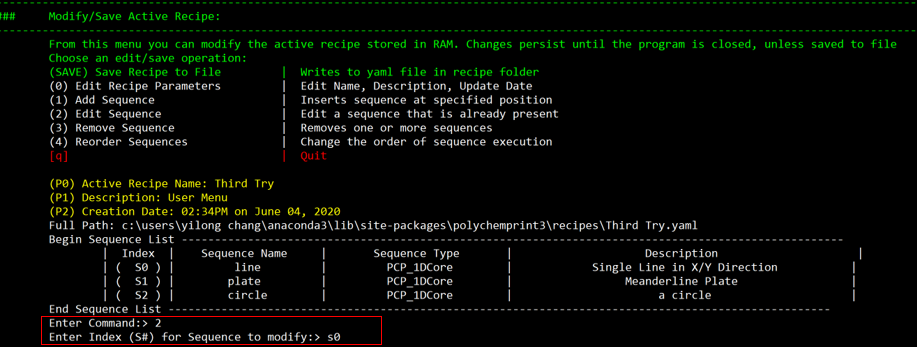 ### Modify/Save Active Recipe:
From this menu you can modify the active recipe stored in RAM. Changes persist until the program is closed, unless saved to file
Choose an edit/save operation:
(SAVE) Save Recipe to File | Writes to yaml file in recipe folder
(0) Edit Recipe Parameters | Edit Name, Description, Update Date
(1) Add Sequence | Inserts sequence at specified position
(2) Edit Sequence | Edit a sequence that is already present
(3) Remove Sequence | Removes one or more sequences
(4) Reorder Sequences | Change the order of sequence execution
[q] | Quit
(P0) Active Recipe Name: Third Try
(P1) Description: User Menu
(P2) Creation Date: 02:34PM on June 04, 2020
Full Path: c:\users\yilong chang\anaconda3\lib\site-packages\polychemprint3\recipes\Third Try.yaml
Begin Sequence List ----------------------------------------------------------------------------------------------------
| Index | Sequence Name | Sequence Type | Description |
| ( S0 ) | line | PCP_1DCore | Single Line in X/Y Direction |
| ( S1 ) | plate | PCP_1DCore | Meanderline Plate |
| ( S2 ) | circle | PCP_1DCore | a circle |
End Sequence List ----------------------------------------------------------------------------------------------------
Enter Command:> 2
Enter Index (S#) for Sequence to modify:> s0